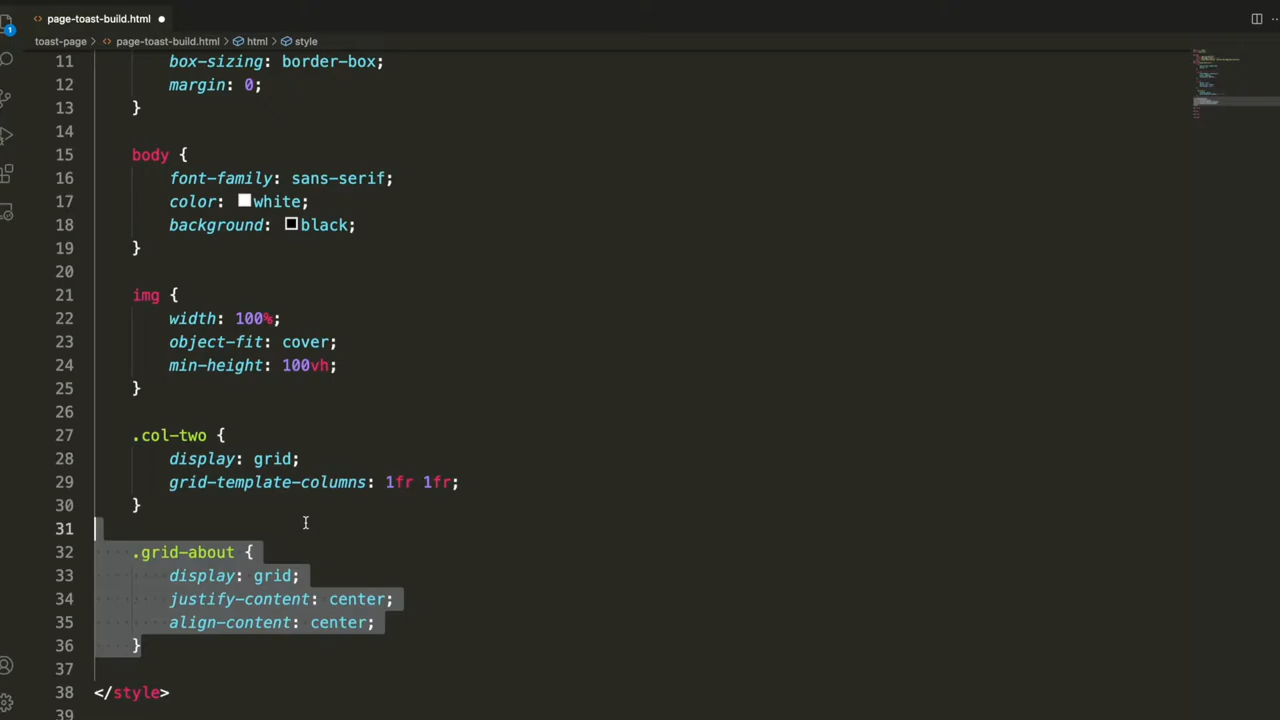 page-toast-build.html
toast-page > page-toast-build.html > html > style
11 box-sizing: border-box;
12 margin: 0;
13 }
14
15 body {
16 font-family: sans-serif;
17 color: white;
18 background: black;
19 }
20
21 img {
22 width: 100%;
23 object-fit: cover;
24 min-height: 100vh;
25 }
26
27 .col-two {
28 display: grid;
29 grid-template-columns: 1fr 1fr;
30 }
31
32 .grid-about {
33 display: grid;
34 justify-content: center;
35 align-content: center;
36 }
37
38 </style>
39
1